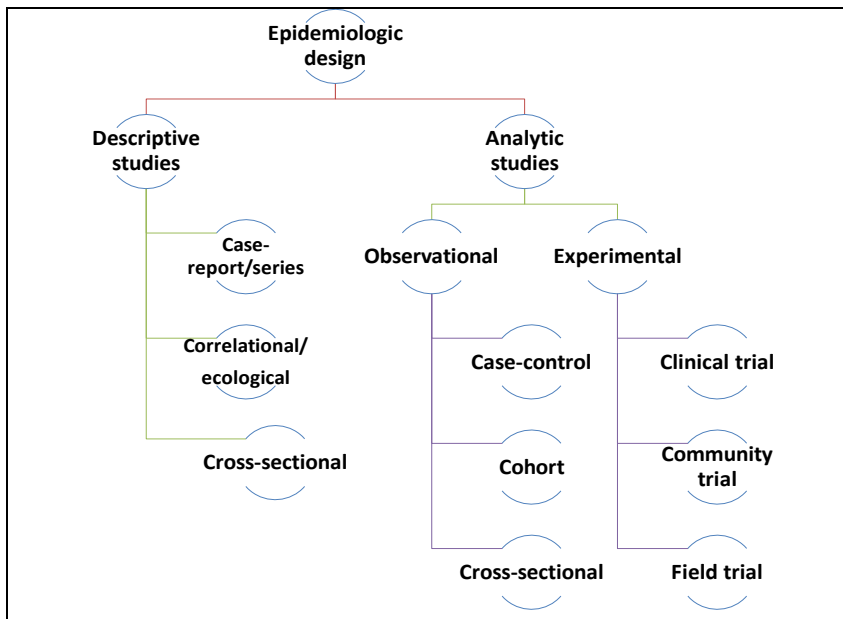 Epidemiologic
design
Descriptive
studies
Case-
report/series
Correlational/
ecological
Cross-sectional
Analytic
studies
Observational
Case-control
Cohort
Cross-sectional
Experimental
Clinical trial
Community
trial
Field trial